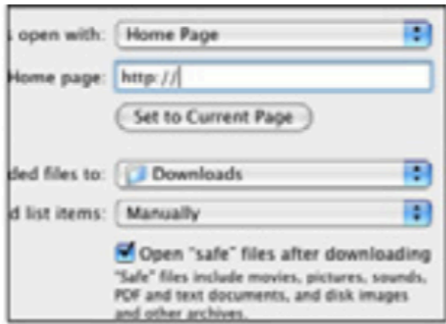 s open with: Home Page
Home page: http://
Set to Current Page
ded files to: Downloads
d list items: Manually
Open "safe" files after downloading
"Safe" files include movies, pictures, sounds,
PDF and text documents, and disk images
and other archives.